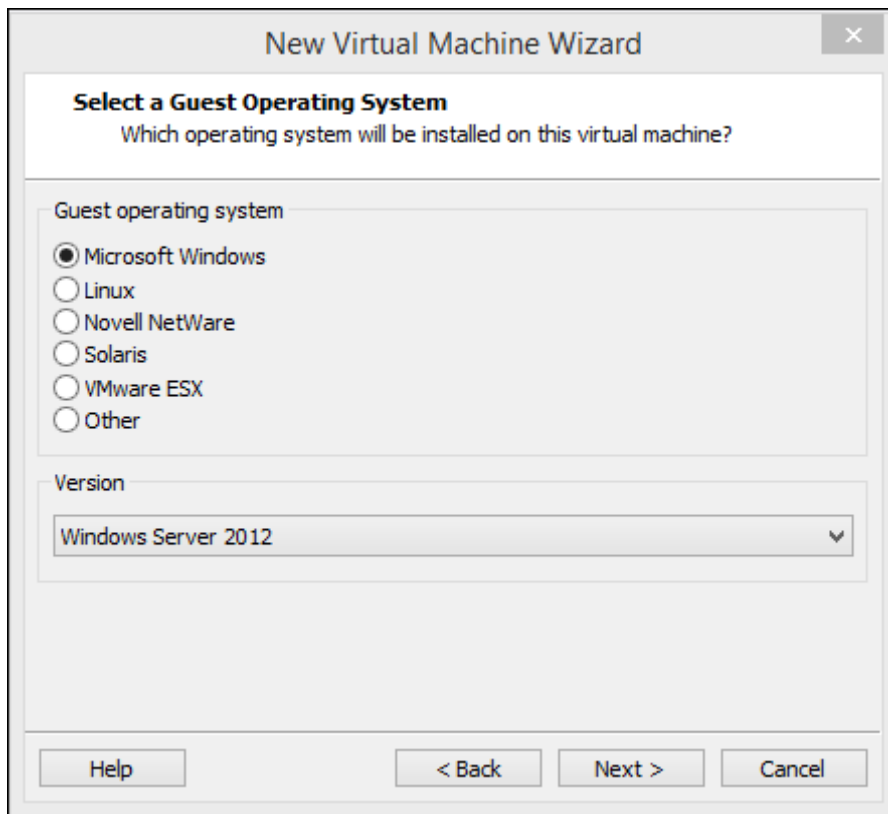 New Virtual Machine Wizard
Select a Guest Operating System
Which operating system will be installed on this virtual machine?
Guest operating system
Microsoft Windows
Linux
Novell NetWare
Solaris
VMware ESX
Other
Version
Windows Server 2012
Help
< Back
Next >
Cancel